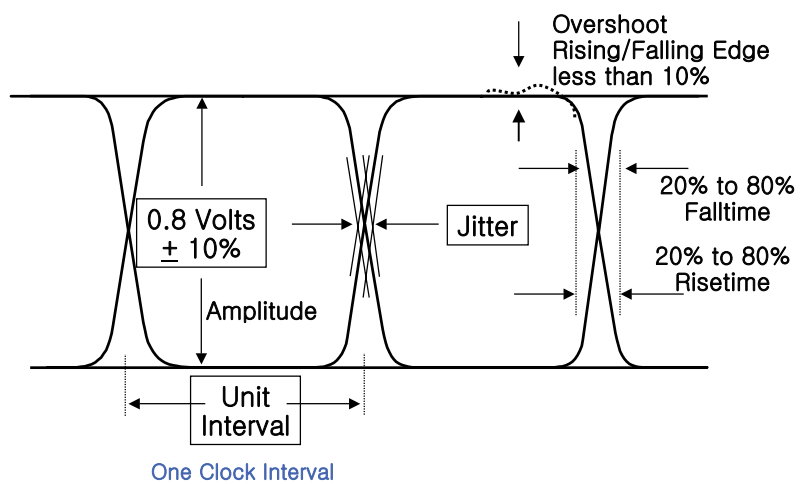 Overshoot
Rising/Falling Edge
less than 10%
0.8 Volts
± 10%
Jitter
20% to 80%
Falltime
20% to 80%
Risetime
Amplitude
Unit
Interval
One Clock Interval